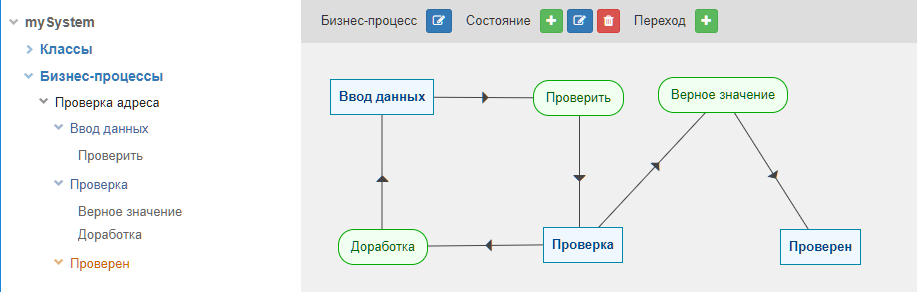 mySystem
Классы
Бизнес-процессы
Проверка адреса
Ввод данных
Проверить
Проверка
Верное значение
Доработка
Проверен
Бизнес-процесс Состояние Переход
Ввод данных Проверить Верное значение
Доработка Проверка Проверен